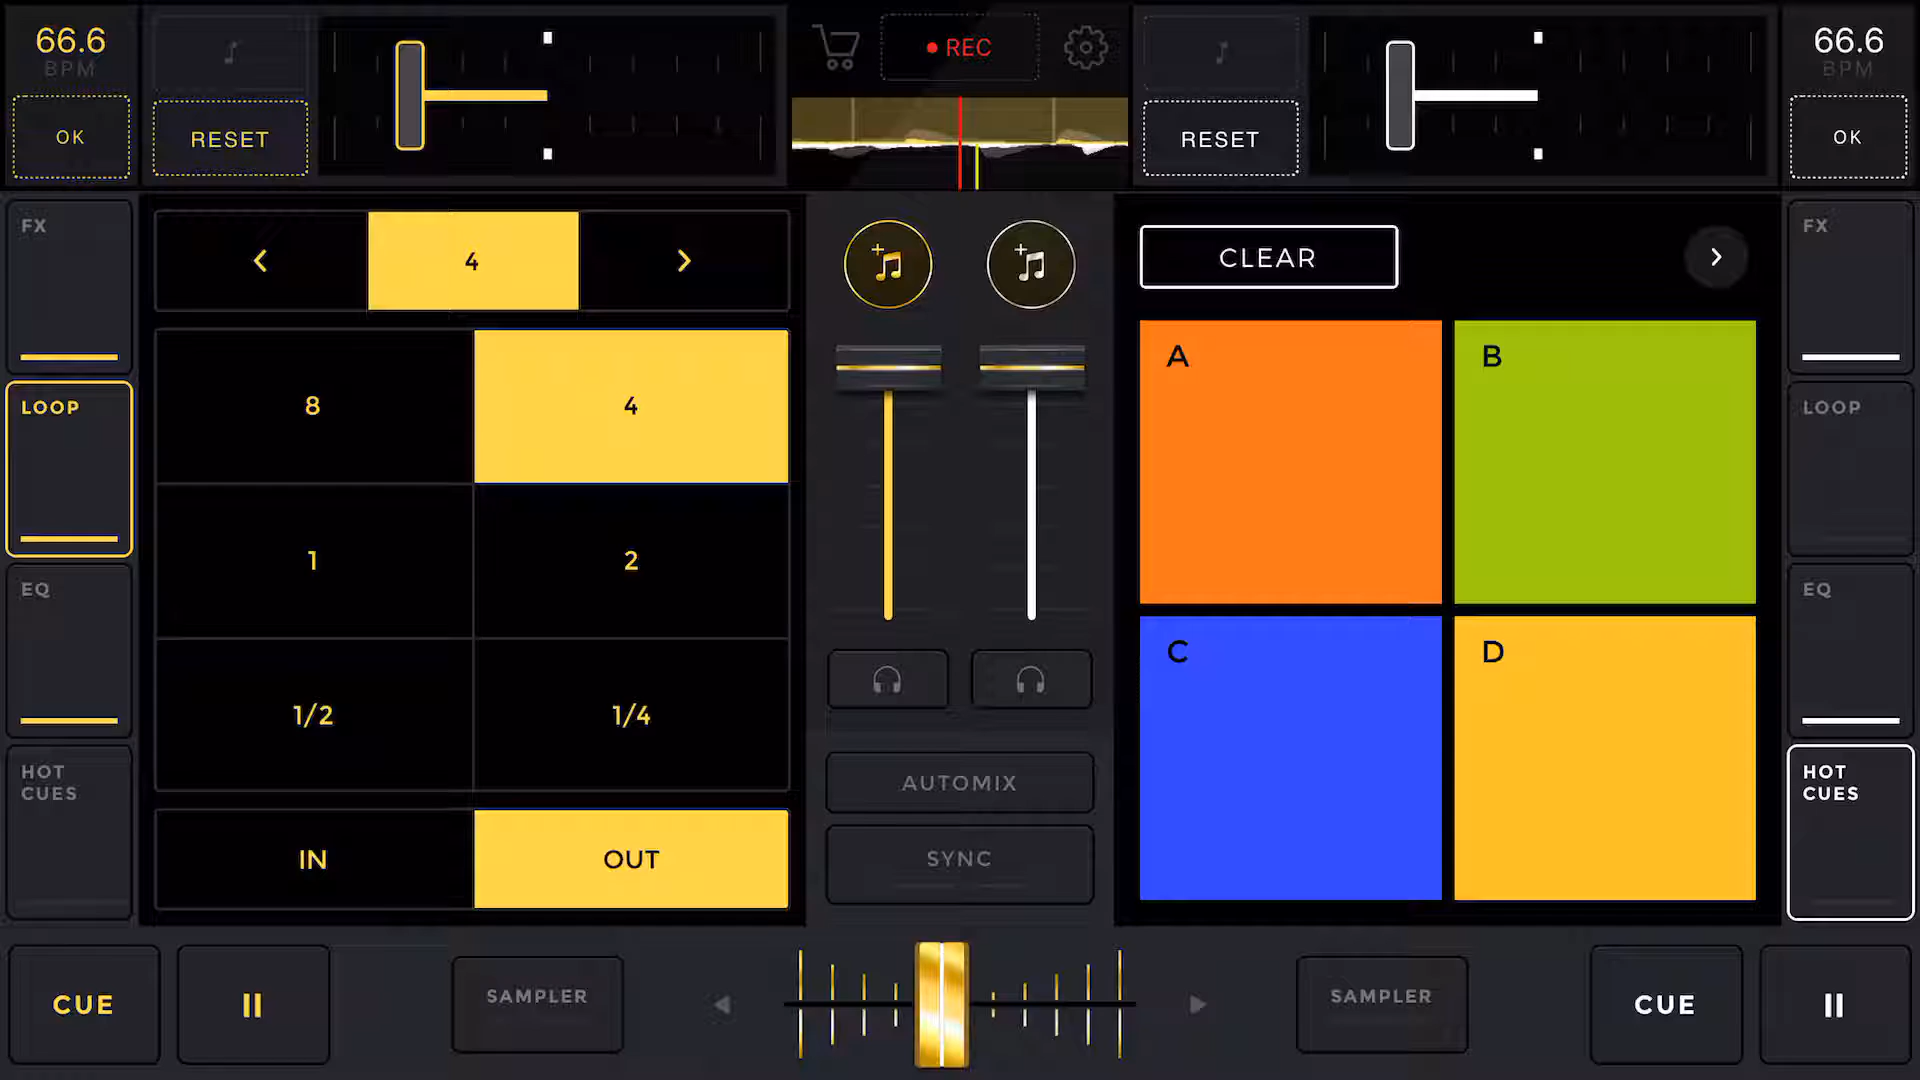 66.6
BPM
OK
RESET
REC
RESET
66.6
BPM
OK
FX
LOOP
EQ
HOT
CUES
4
8
4
1
2
1/2
1/4
IN
OUT
AUTOMIX
SYNC
CLEAR
A
B
C
D
FX
LOOP
EQ
HOT
CUES
CUE
SAMPLER
SAMPLER
CUE